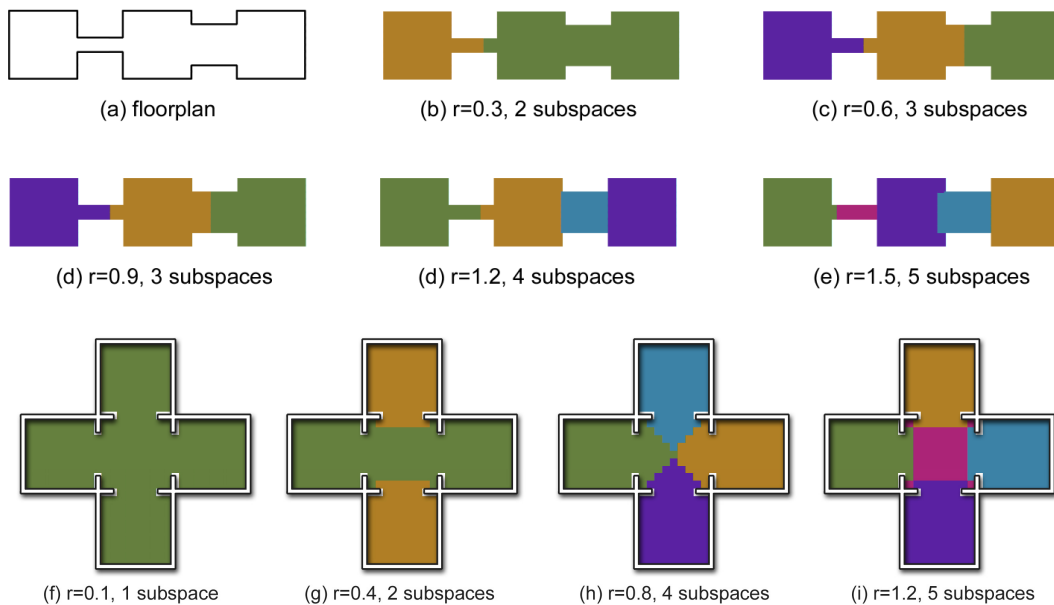 (a) floorplan
(b) r=0.3, 2 subspaces
(c) r=0.6, 3 subspaces
(d) r=0.9, 3 subspaces
(d) r=1.2, 4 subspaces
(e) r=1.5, 5 subspaces
(f) r=0.1, 1 subspace
(g) r=0.4, 2 subspaces
(h) r=0.8, 4 subspaces
(i) r=1.2, 5 subspaces